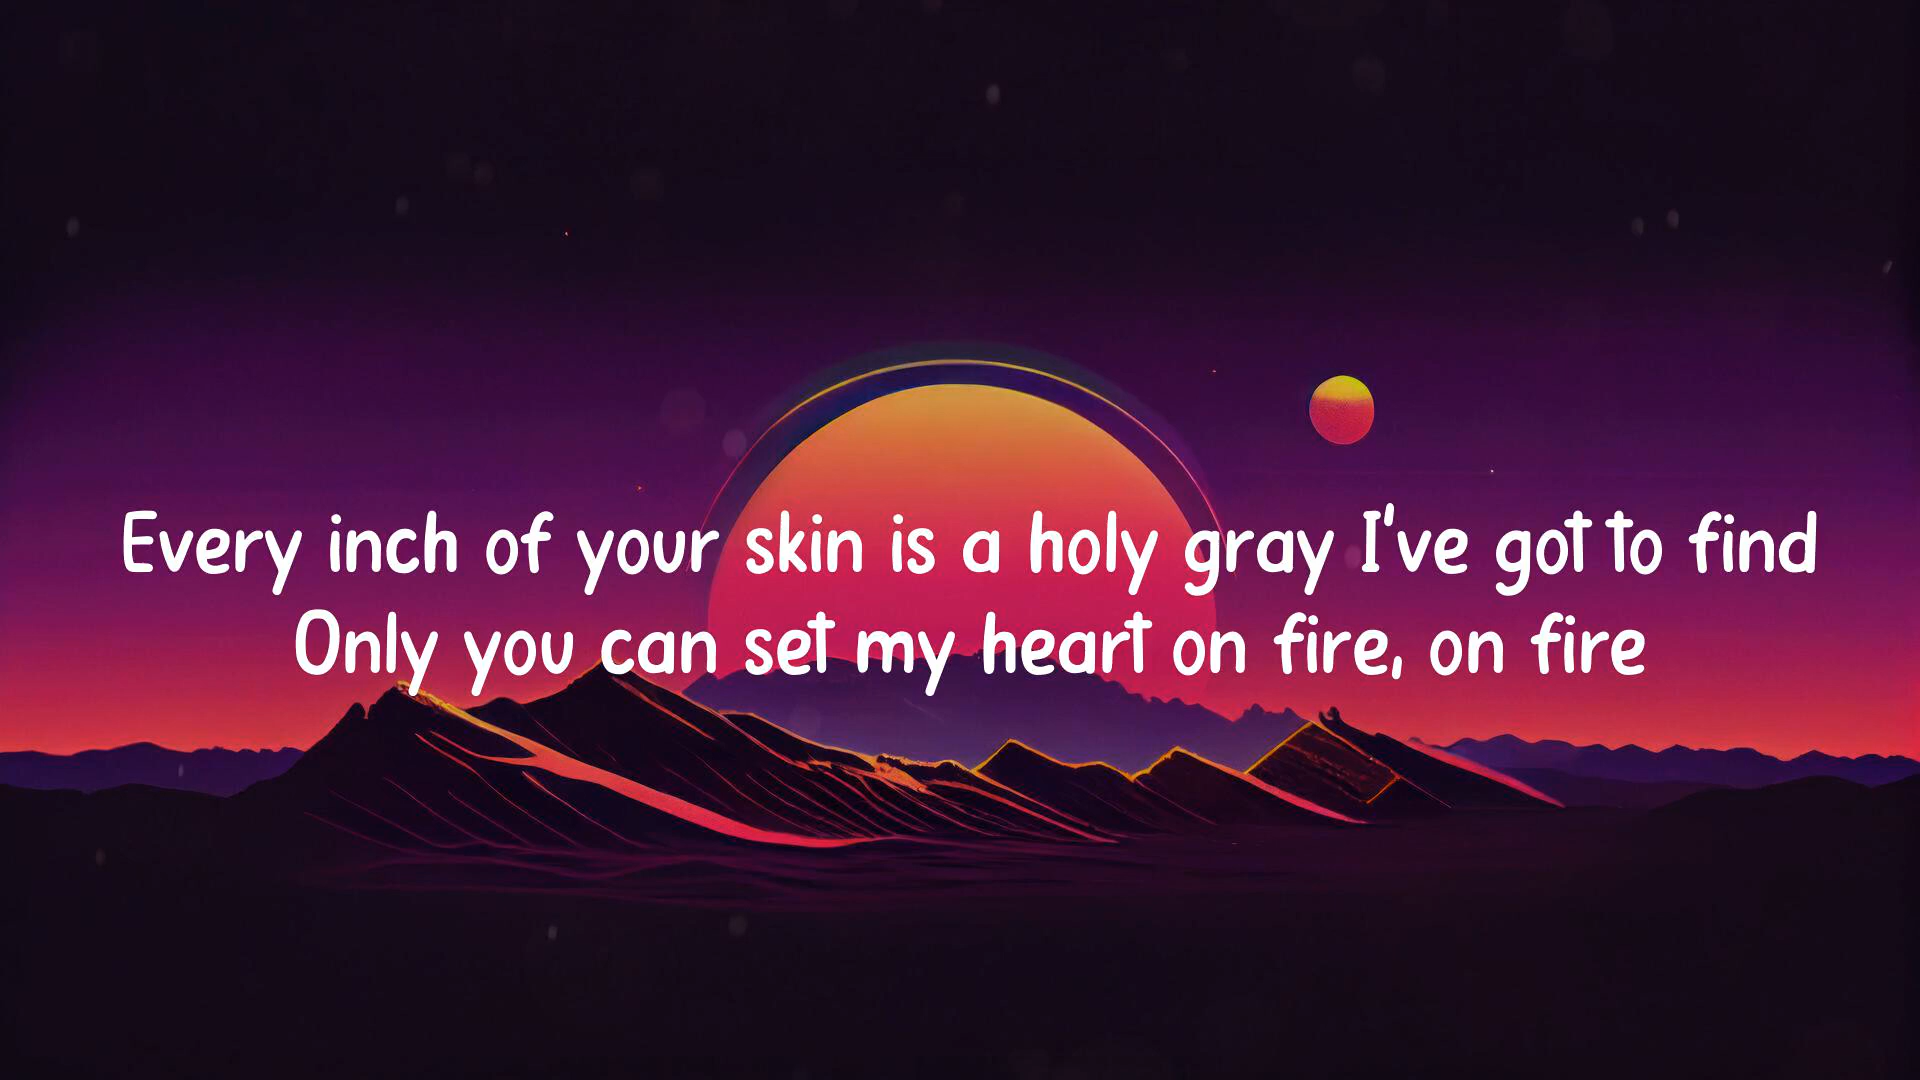 Every inch of your skin is a holy gray I've got to find
Only you can set my heart on fire, on fire